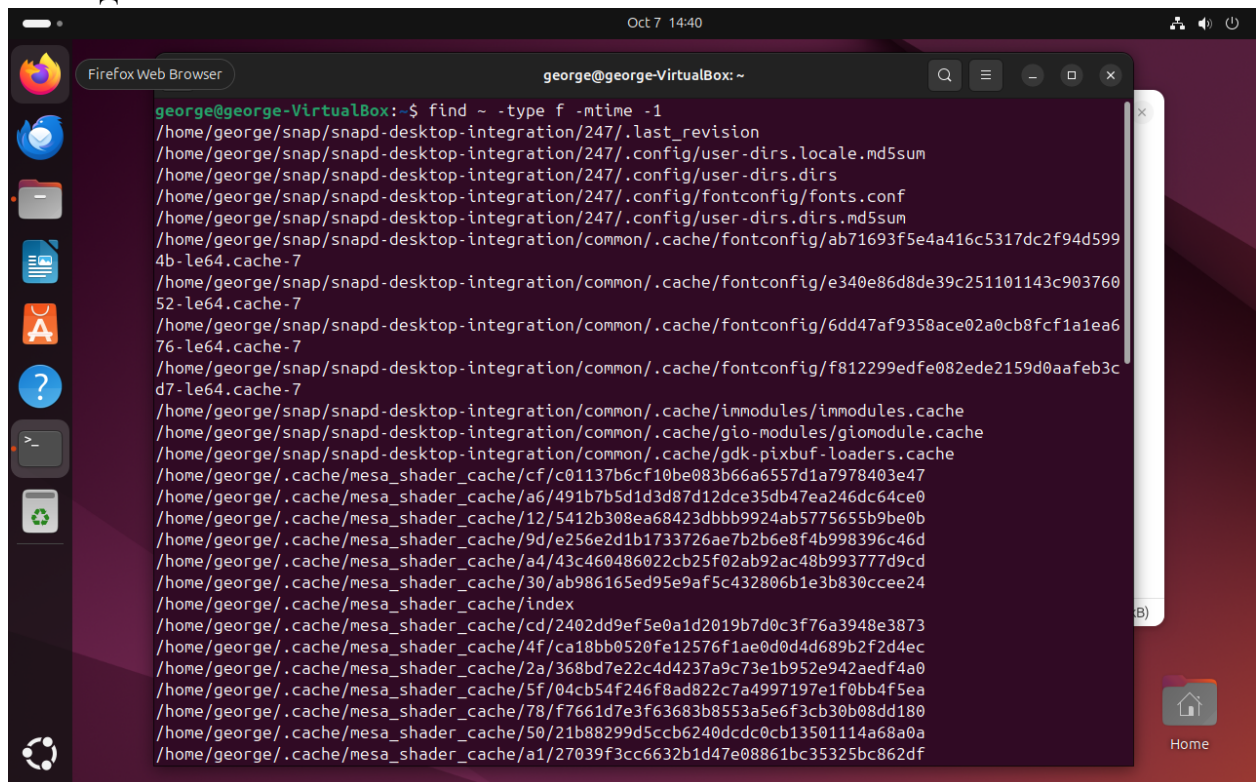 Oct 7 14:40
Firefox Web Browser
george@george-VirtualBox: ~
george@george-VirtualBox:~$ find ~ -type f -mtime -1
/home/george/snap/snapd-desktop-integration/247/.last_revision
/home/george/snap/snapd-desktop-integration/247/.config/user-dirs.locale.md5sum
/home/george/snap/snapd-desktop-integration/247/.config/user-dirs.dirs
/home/george/snap/snapd-desktop-integration/247/.config/fontconfig/fonts.conf
/home/george/snap/snapd-desktop-integration/247/.config/user-dirs.dirs.md5sum
/home/george/snap/snapd-desktop-integration/common/.cache/fontconfig/ab71693f5e4a416c5317dc2f94d599
4b-le64.cache-7
/home/george/snap/snapd-desktop-integration/common/.cache/fontconfig/e340e86d8de39c251101143c903760
52-le64.cache-7
/home/george/snap/snapd-desktop-integration/common/.cache/fontconfig/6dd47af9358ace02a0cb8fcf1a1ea6
76-le64.cache-7
/home/george/snap/snapd-desktop-integration/common/.cache/fontconfig/f812299edfe082ede2159d0aafeb3c
d7-le64.cache-7
/home/george/snap/snapd-desktop-integration/common/.cache/immodules/immodules.cache
/home/george/snap/snapd-desktop-integration/common/.cache/gio-modules/giomodule.cache
/home/george/snap/snapd-desktop-integration/common/.cache/gdk-pixbuf-loaders.cache
/home/george/.cache/mesa_shader_cache/cf/c01137b6cf10be083b66a6557d1a7978403e47
/home/george/.cache/mesa_shader_cache/a6/491b7b5d1d3d87d12dce35db47ea246dc64ce0
/home/george/.cache/mesa_shader_cache/12/5412b308ea68423dbbb9924ab5775655b9be0b
/home/george/.cache/mesa_shader_cache/9d/e256e2d1b1733726ae7b2b6e8f4b998396c46d
/home/george/.cache/mesa_shader_cache/a4/43c460486022cb25f02ab92ac48b993777d9cd
/home/george/.cache/mesa_shader_cache/30/ab986165ed95e9af5c432806b1e3b830ccee24
/home/george/.cache/mesa_shader_cache/index
/home/george/.cache/mesa_shader_cache/cd/2402dd9ef5e0a1d2019b7d0c3f76a3948e3873
/home/george/.cache/mesa_shader_cache/4f/ca18bb0520fe12576f1ae0d0d4d689b2f2d4ec
/home/george/.cache/mesa_shader_cache/2a/368bd7e22c4d4237a9c73e1b952e942aedf4a0
/home/george/.cache/mesa_shader_cache/5f/04cb54f246f8ad822c7a4997197e1f0bb4f5ea
/home/george/.cache/mesa_shader_cache/78/f7661d7e3f63683b8553a5e6f3cb30b08dd180
/home/george/.cache/mesa_shader_cache/50/21b88299d5ccb6240dcdc0cb13501114a68a0a
/home/george/.cache/mesa_shader_cache/a1/27039f3cc6632b1d47e08861bc35325bc862df
Home